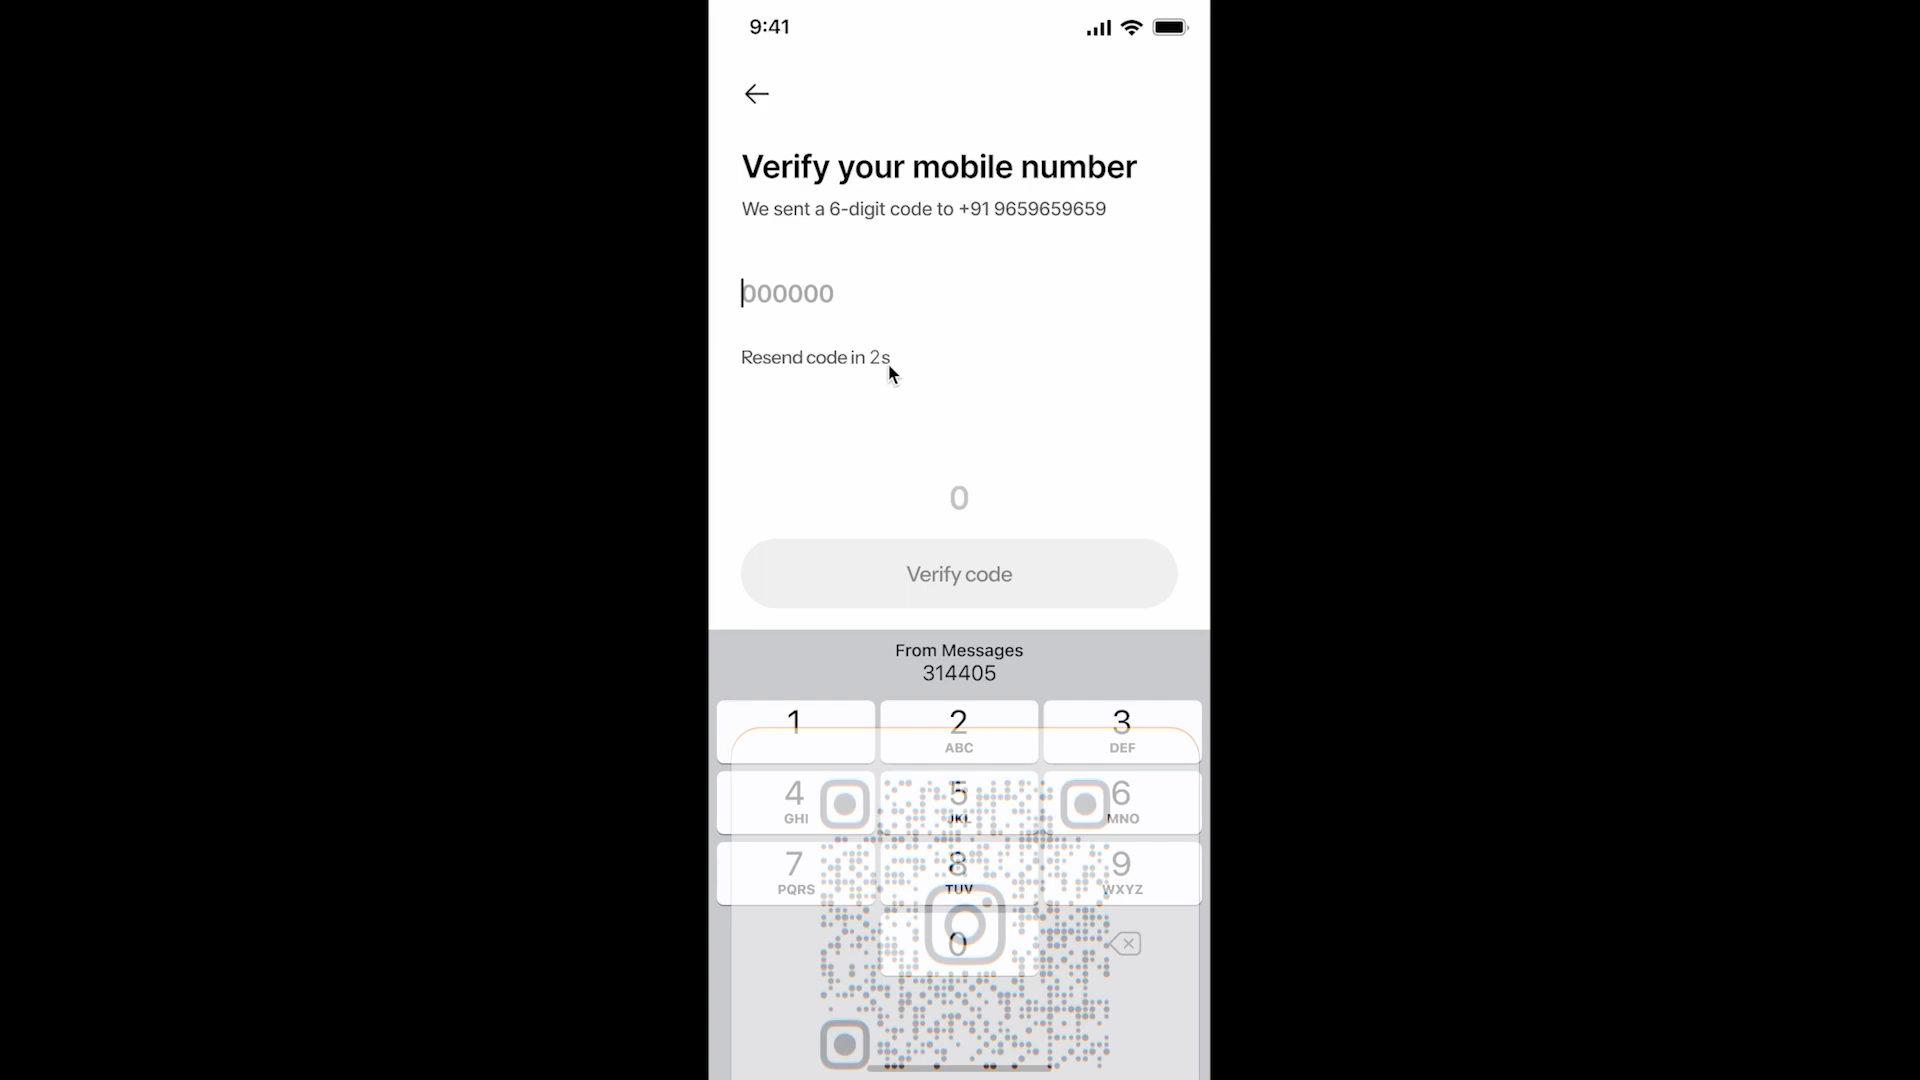 9:41
Verify your mobile number
We sent a 6-digit code to +91 9659659659
000000
Resend code in 2s
0
Verify code
From Messages
314405
1
2
ABC
3
DEF
4
GHI
5
JKL
6
MNO
7
PQRS
8
TUV
9
WXYZ
0